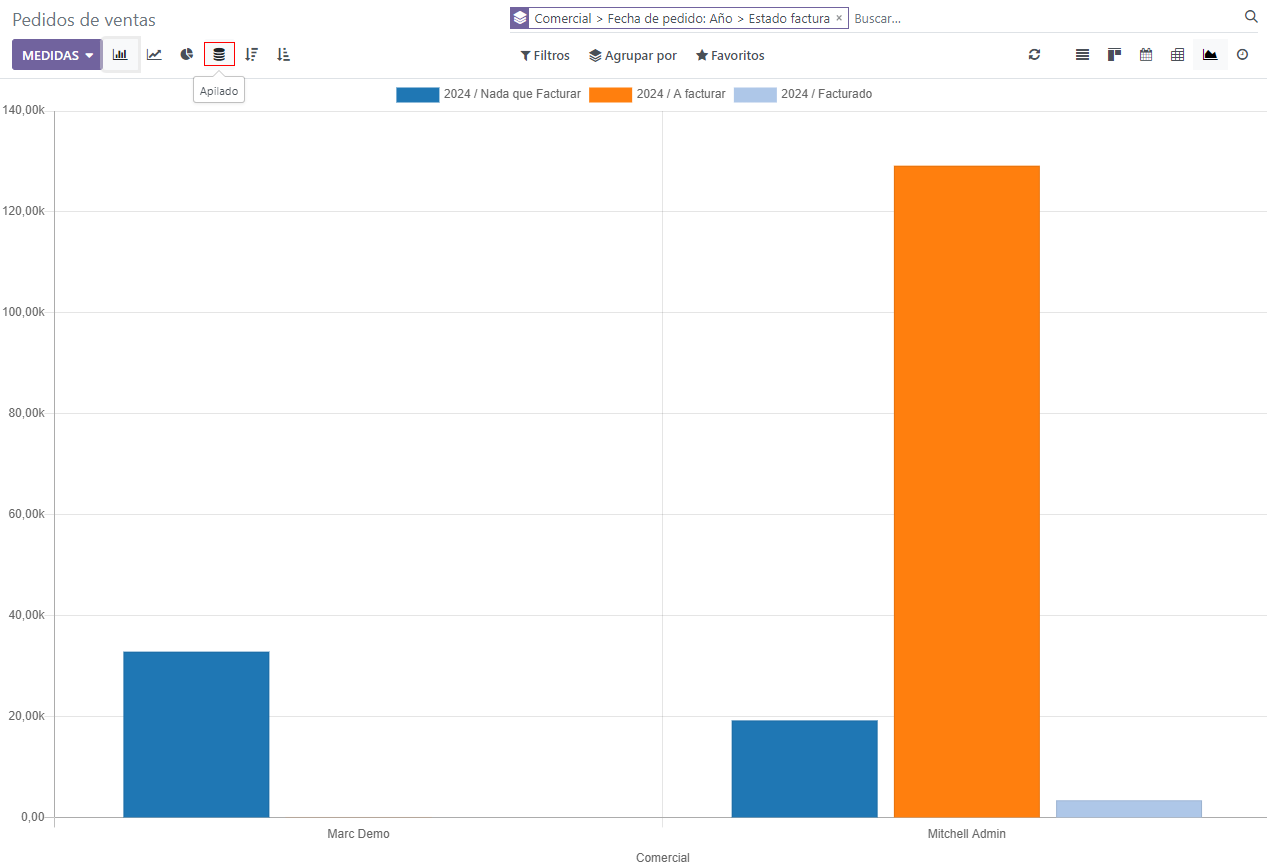 Pedidos de ventas
Comercial > Fecha de pedido: Año > Estado factura × Buscar...
MEDIDAS
Filtros Agrupar por Favoritos
Apilado
2024 / Nada que Facturar 2024 / A facturar 2024 / Facturado
140,00k
120,00k
100,00k
80,00k
60,00k
40,00k
20,00k
0,00
Marc Demo Mitchell Admin
Comercial